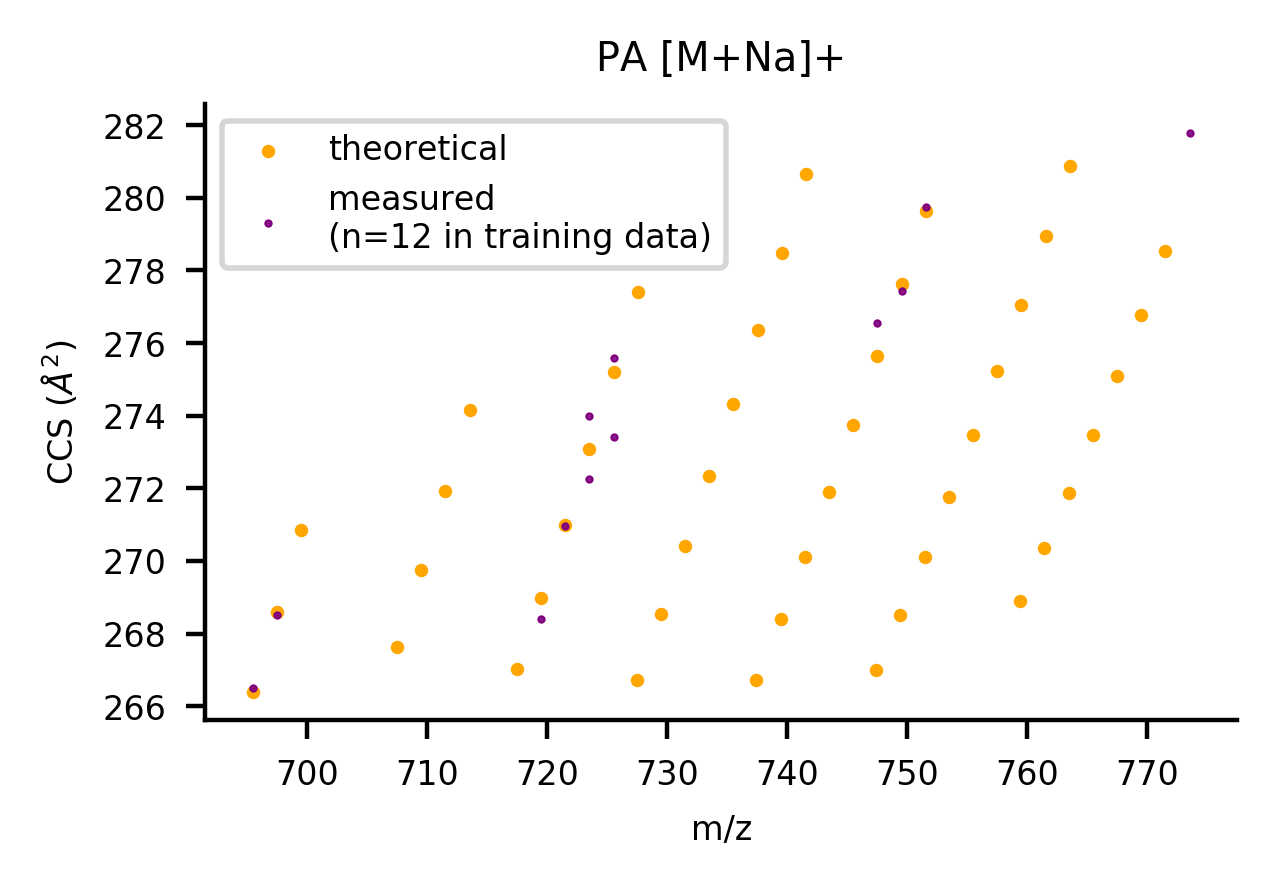 PA [M+Na]+
theoretical
measured
(n=12 in training data)
CCS (Å²)
282
280
278
276
274
272
270
268
266
700 710 720 730 740 750 760 770
m/z